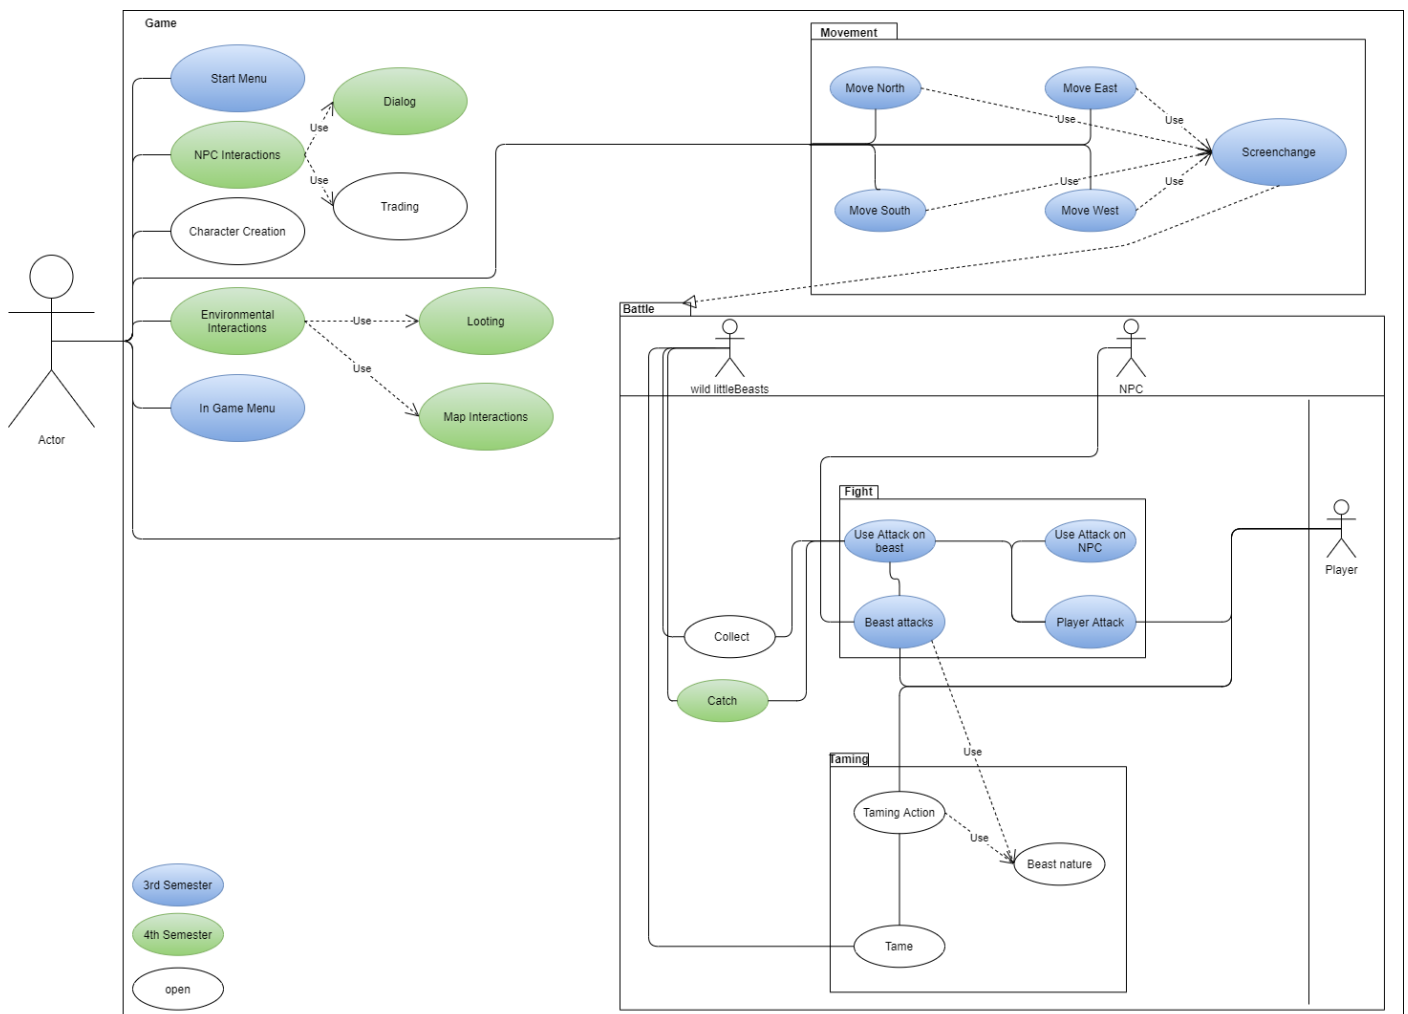 Game
Start Menu
Dialog
NPC Interactions
Use
Use
Trading
Character Creation
Environmental
Interactions
Use
Looting
Use
In Game Menu
Map Interactions
Actor
Movement
Move North
Move East
Use
Use
Screenchange
Use
Use
Move South
Move West
Battle
wild littleBeasts
NPC
Fight
Use Attack on
beast
Use Attack on
NPC
Player
Beast attacks
Player Attack
Collect
Catch
Use
Taming
Taming Action
Use
Beast nature
Tame
3rd Semester
4th Semester
open